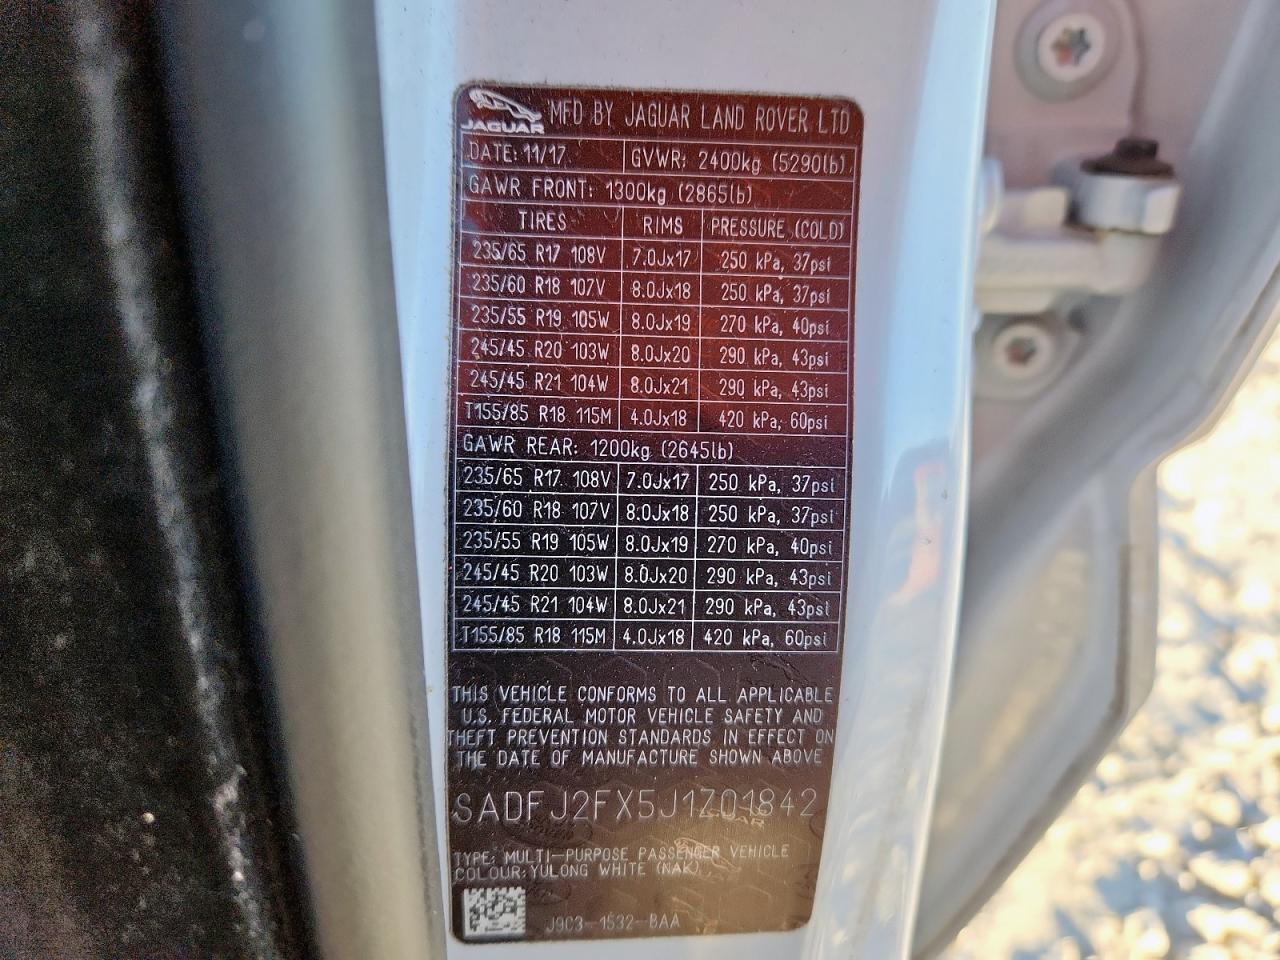 JAGUAR MFD BY JAGUAR LAND ROVER LTD
DATE: 11/17 GVWR: 2400kg (5290lb)
GAWR FRONT: 1300kg (2865lb)
TIRES RIMS PRESSURE (COLD)
235/65 R17 108V 7.0Jx17 250 kPa, 37psi
235/60 R18 107V 8.0Jx18 250 kPa, 37psi
235/55 R19 105W 8.0Jx19 270 kPa, 40psi
245/45 R20 103W 8.0Jx20 290 kPa, 43psi
245/45 R21 104W 8.0Jx21 290 kPa, 43psi
T155/85 R18 115M 4.0Jx18 420 kPa, 60psi
GAWR REAR: 1200kg (2645lb)
235/65 R17 108V 7.0Jx17 250 kPa, 37psi
235/60 R18 107V 8.0Jx18 250 kPa, 37psi
235/55 R19 105W 8.0Jx19 270 kPa, 40psi
245/45 R20 103W 8.0Jx20 290 kPa, 43psi
245/45 R21 104W 8.0Jx21 290 kPa, 43psi
T155/85 R18 115M 4.0Jx18 420 kPa, 60psi
THIS VEHICLE CONFORMS TO ALL APPLICABLE
U.S. FEDERAL MOTOR VEHICLE SAFETY AND
THEFT PREVENTION STANDARDS IN EFFECT ON
THE DATE OF MANUFACTURE SHOWN ABOVE
SADFJ2FX5J1Z01842
TYPE: MULTI-PURPOSE PASSENGER VEHICLE
COLOUR: YULONG WHITE (NAK)
J9C3-1532-BAA